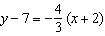 y − 7 = −4/3 (x + 2)